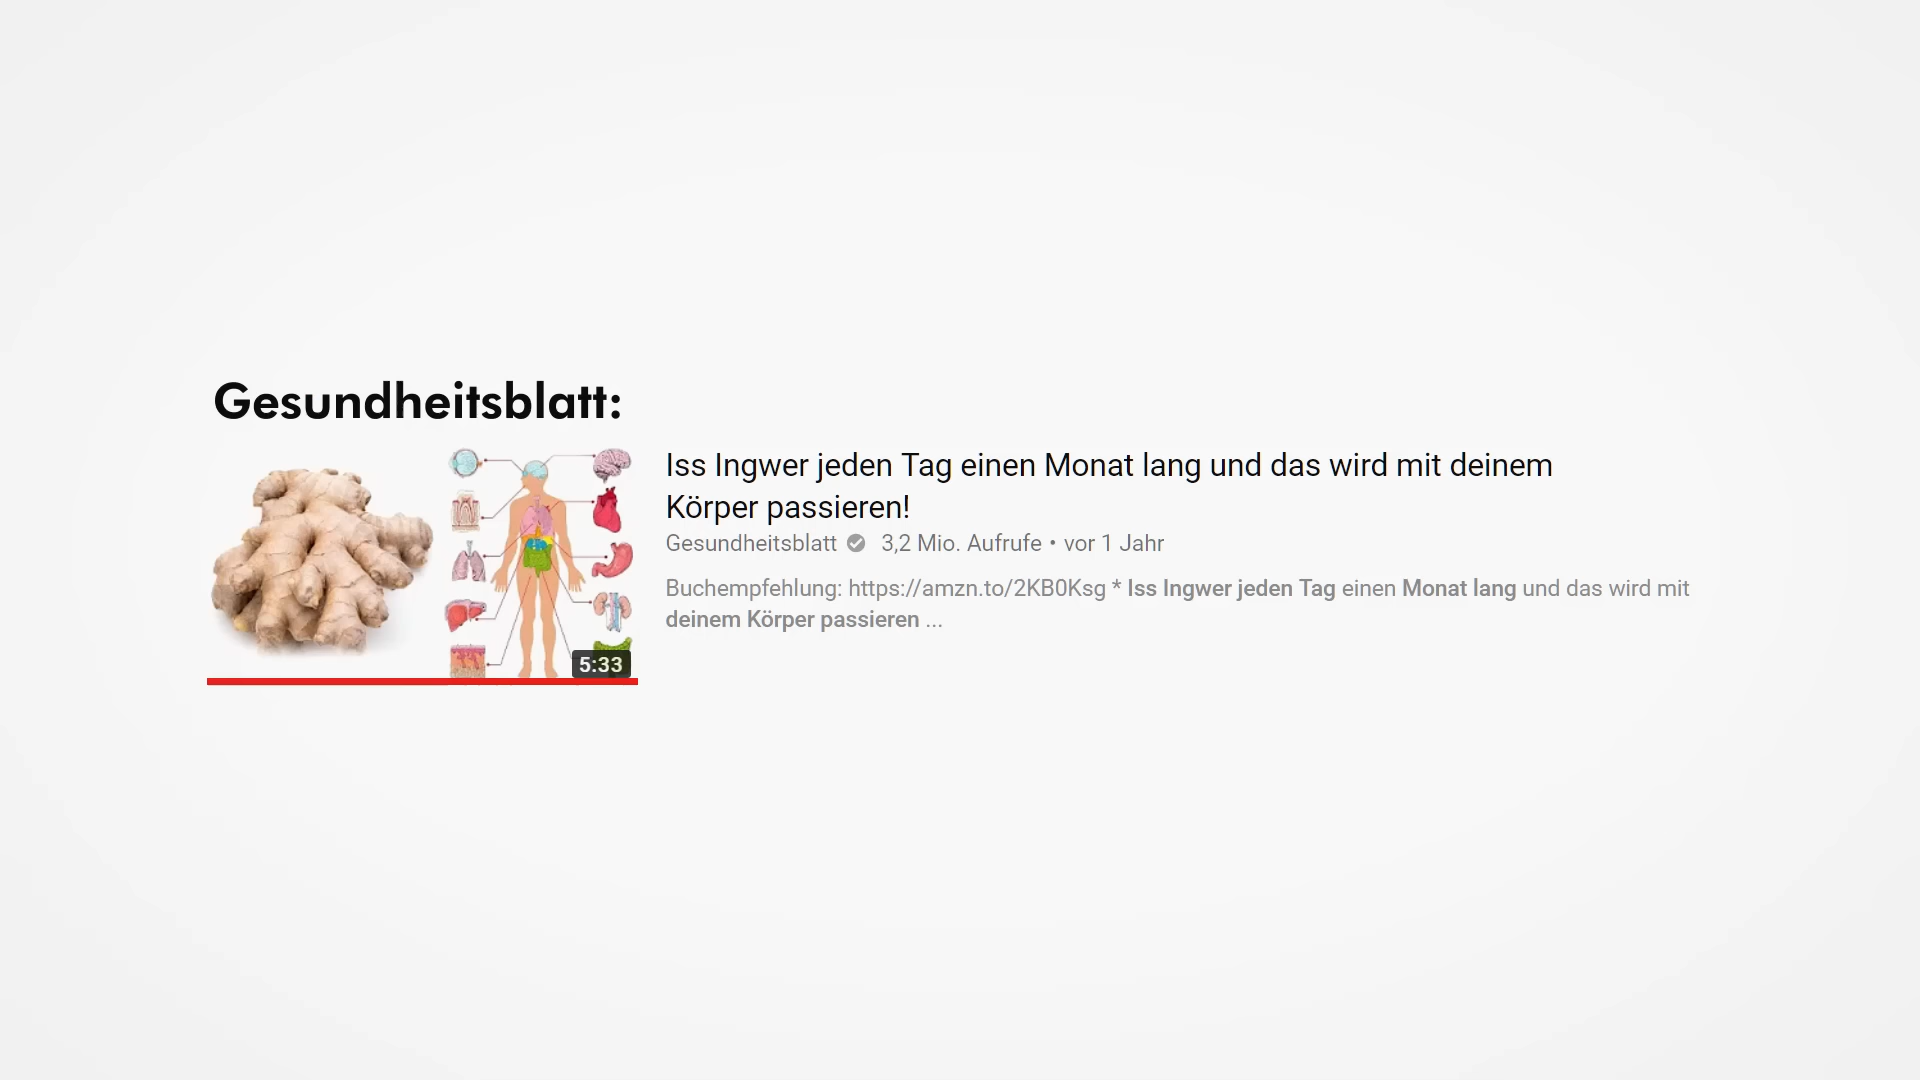 Gesundheitsblatt:
Iss Ingwer jeden Tag einen Monat lang und das wird mit deinem
Körper passieren!
Gesundheitsblatt 3,2 Mio. Aufrufe • vor 1 Jahr
Buchempfehlung: https://amzn.to/2KB0Ksg * Iss Ingwer jeden Tag einen Monat lang und das wird mit
deinem Körper passieren ...
5:33